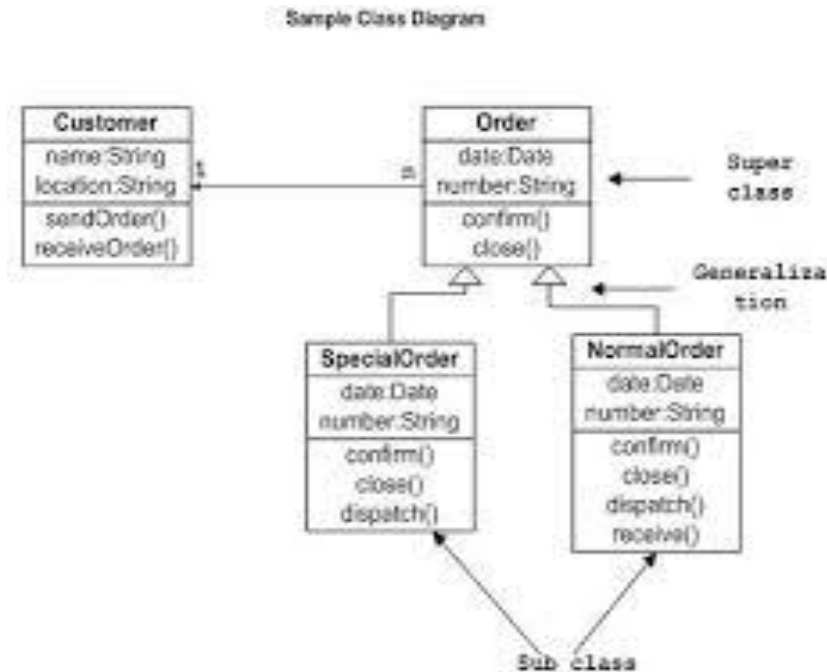 Sample Class Diagram
Customer
name:String
location:String
sendOrder()
receiveOrder()
Order
date:Date
number:String
confirm()
close()
Super
class
Generaliza
tion
SpecialOrder
date:Date
number:String
confirm()
close()
dispatch()
NormalOrder
date:Date
number:String
confirm()
close()
dispatch()
receive()
Sub class